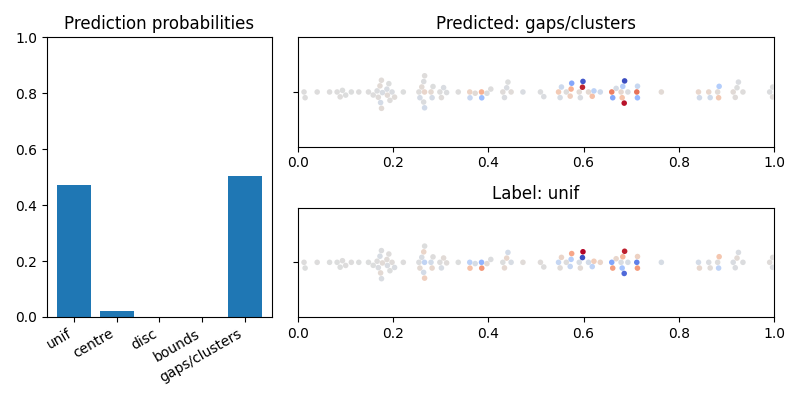 Prediction probabilities
1.0
0.8
0.6
0.4
0.2
0.0
unif
centre
disc
bounds
gaps/clusters
Predicted: gaps/clusters
0.0 0.2 0.4 0.6 0.8 1.0
Label: unif
0.0 0.2 0.4 0.6 0.8 1.0